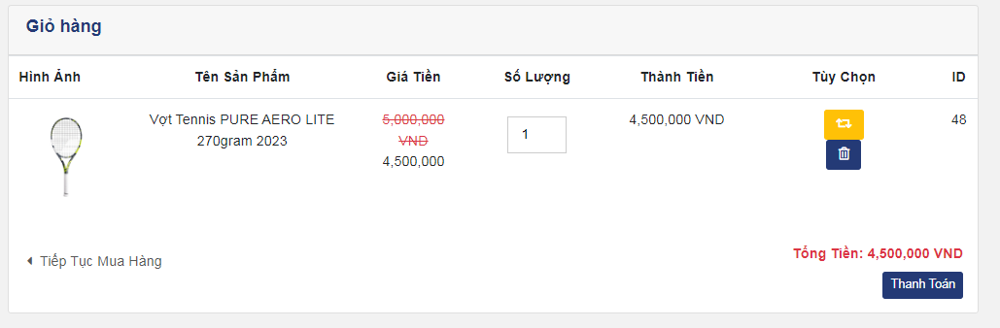 Giỏ hàng
Hình Ảnh Tên Sản Phẩm Giá Tiền Số Lượng Thành Tiền Tùy Chọn ID
Vợt Tennis PURE AERO LITE 5,000,000 1 4,500,000 VND 48
270gram 2023 VND
4,500,000
Tiếp Tục Mua Hàng Tổng Tiền: 4,500,000 VND
Thanh Toán